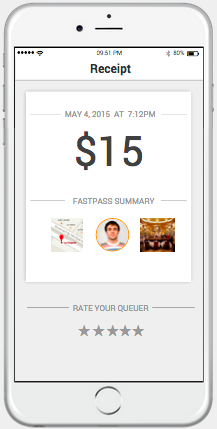 09:51 PM 80%
Receipt
MAY 4, 2015 AT 7:12PM
$15
FASTPASS SUMMARY
RATE YOUR QUEUER